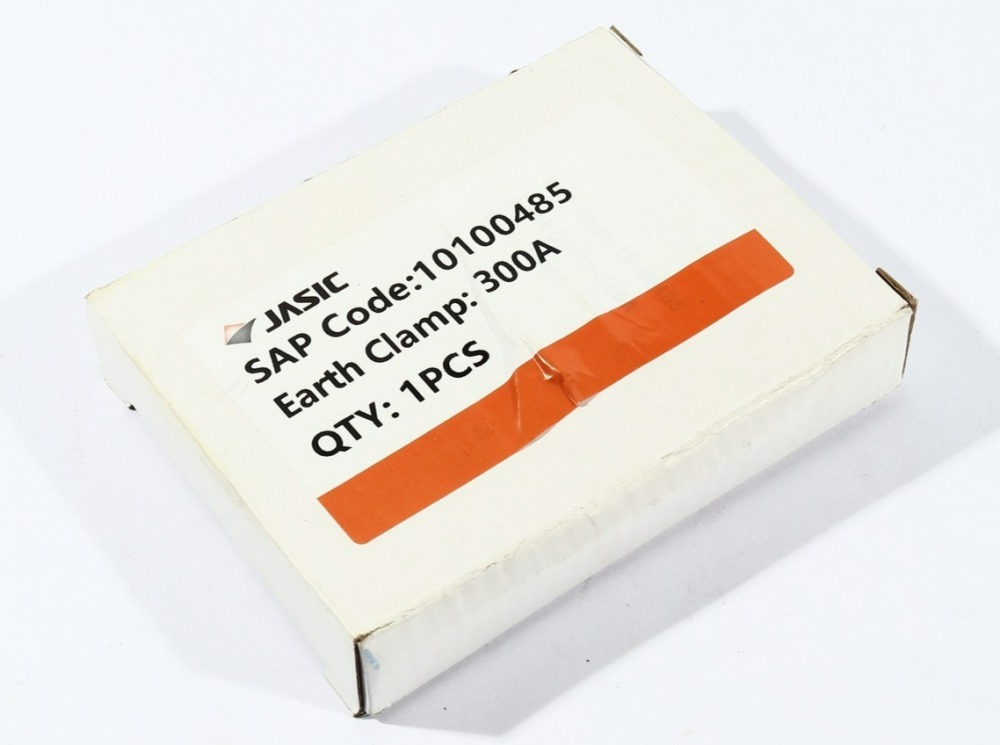 JASIC
SAP Code:10100485
Earth Clamp: 300A
QTY: 1PCS